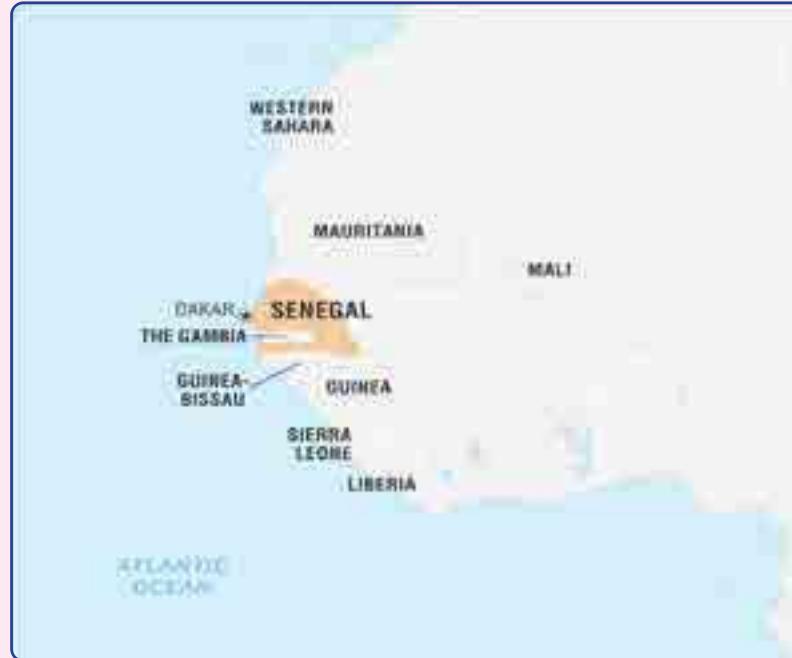 WESTERN
SAHARA
MAURITANIA
MALI
DAKAR
SENEGAL
THE GAMBIA
GUINEA-
BISSAU
GUINEA
SIERRA
LEONE
LIBERIA
ATLANTIC
OCEAN